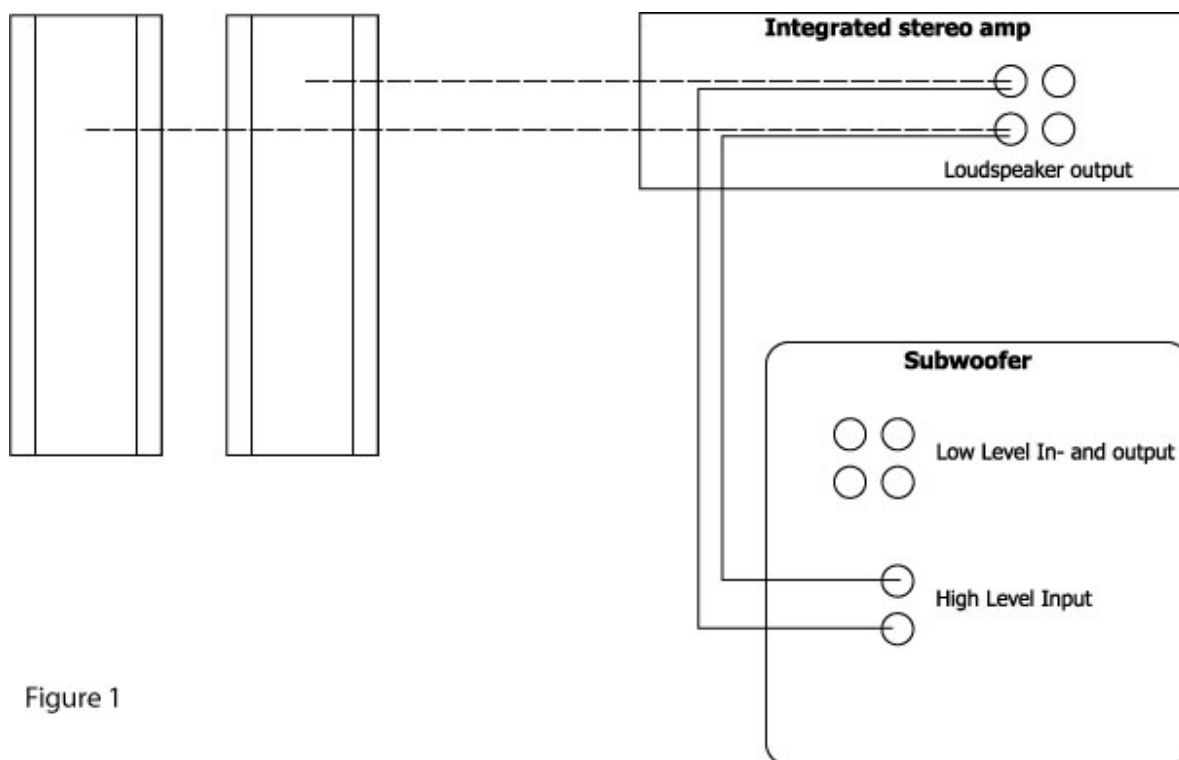 Integrated stereo amp
Loudspeaker output
Subwoofer
Low Level In- and output
High Level Input
Figure 1